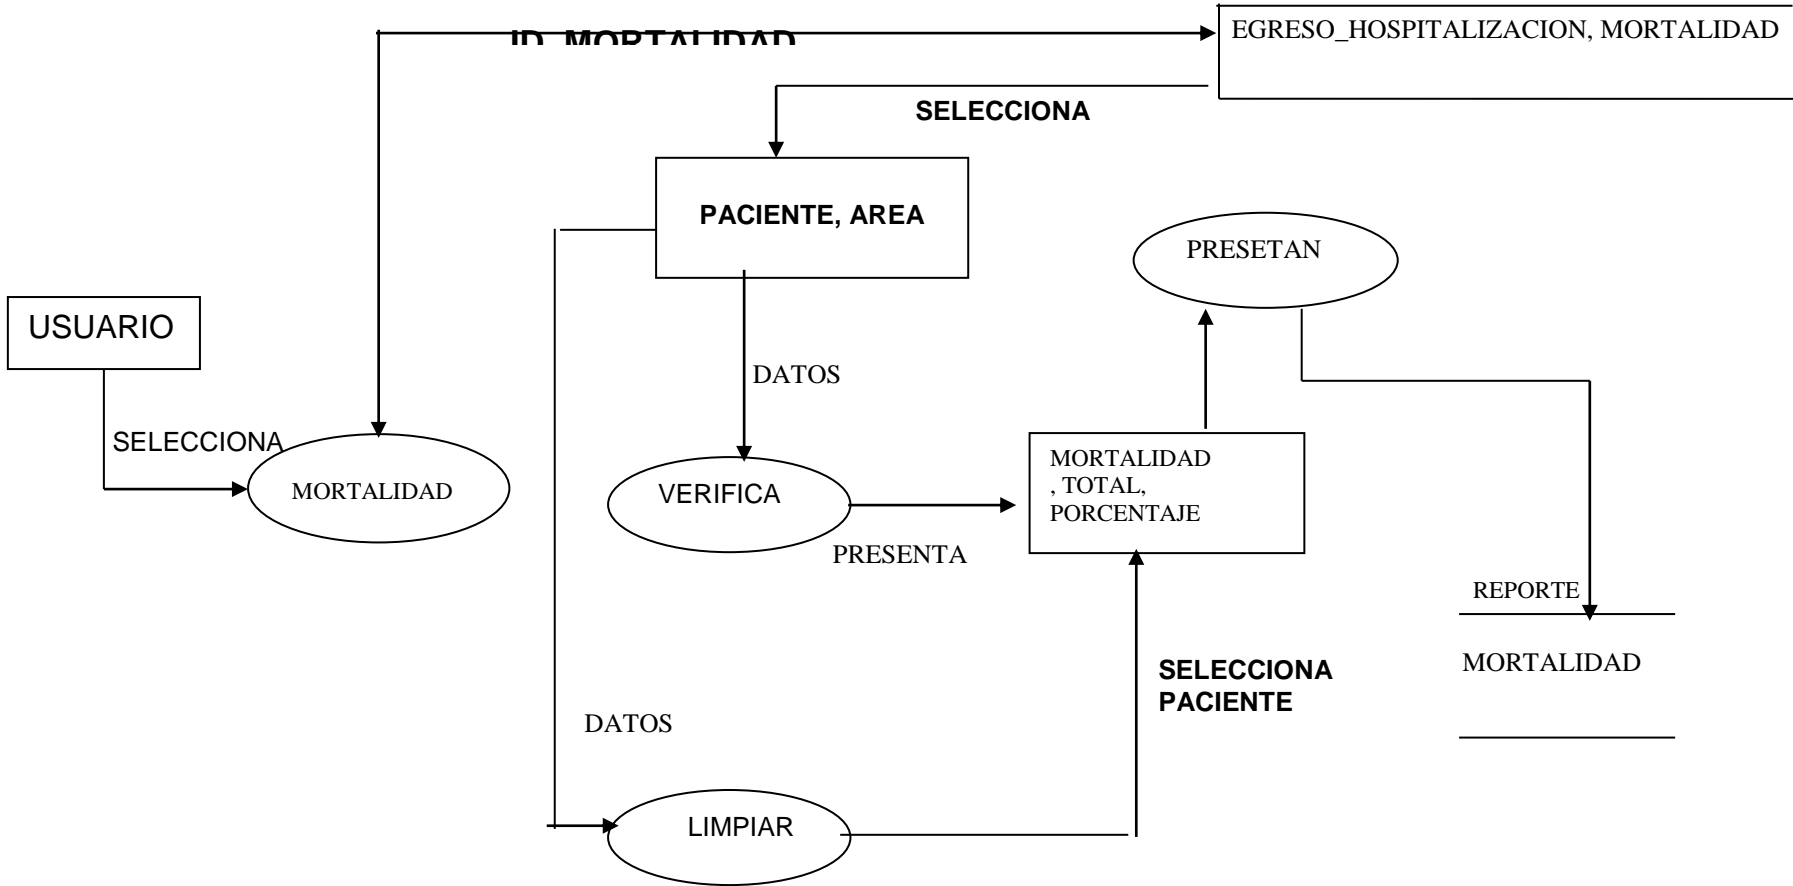 ID_MORTALIDAD
EGRESO_HOSPITALIZACION, MORTALIDAD
SELECCIONA
PACIENTE, AREA
PRESETAN
USUARIO
DATOS
SELECCIONA
MORTALIDAD
VERIFICA
MORTALIDAD
, TOTAL,
PORCENTAJE
PRESENTA
REPORTE
MORTALIDAD
SELECCIONA
PACIENTE
DATOS
LIMPIAR